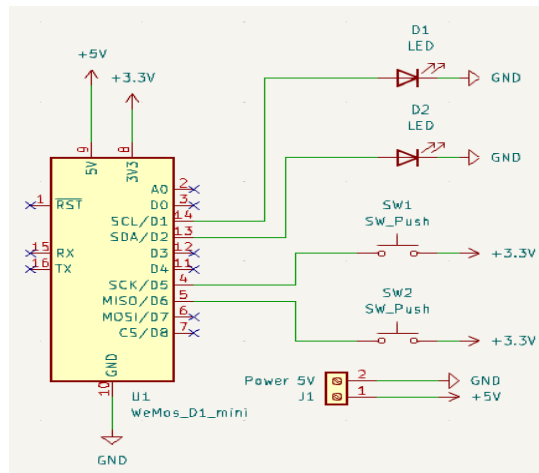 +5V
+3.3V
9
8
5V
3V3
1
RST
15
RX
16
TX
A0
2
D0
3
SCL/D1
14
SDA/D2
13
D3
12
D4
11
SCK/D5
4
MISO/D6
5
MOSI/D7
6
CS/D8
7
GND
10
U1
WeMos_D1_mini
GND
D1
LED
GND
D2
LED
GND
SW1
SW_Push
+3.3V
SW2
SW_Push
+3.3V
Power 5V
J1
2
1
GND
+5V